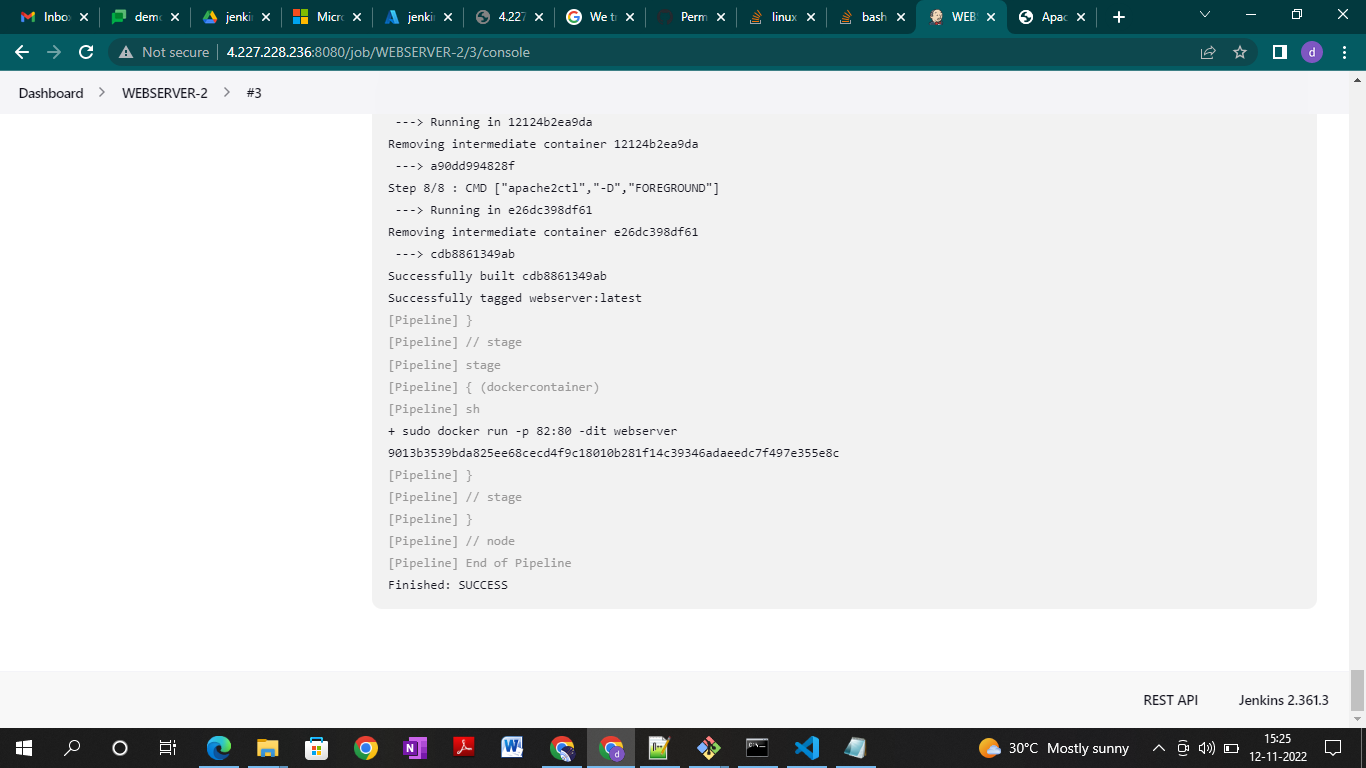 Inbo
demo
jenki
Micro
jenki
4.227
We tr
Perm
linux
bash
WEB
Apac
Not secure
4.227.228.236:8080/job/WEBSERVER-2/3/console
d
Dashboard > WEBSERVER-2 > #3
---> Running in 12124b2ea9da
Removing intermediate container 12124b2ea9da
---> a90dd994828f
Step 8/8 : CMD ["apache2ctl","-D","FOREGROUND"]
---> Running in e26dc398df61
Removing intermediate container e26dc398df61
---> cdb8861349ab
Successfully built cdb8861349ab
Successfully tagged webserver:latest
[Pipeline] }
[Pipeline] // stage
[Pipeline] stage
[Pipeline] { (dockercontainer)
[Pipeline] sh
+ sudo docker run -p 82:80 -dit webserver
9013b3539bda825ee68cecd4f9c18010b281f14c39346adaeedc7f497e355e8c
[Pipeline] }
[Pipeline] // stage
[Pipeline] }
[Pipeline] // node
[Pipeline] End of Pipeline
Finished: SUCCESS
REST API
Jenkins 2.361.3
30°C Mostly sunny
15:25
12-11-2022